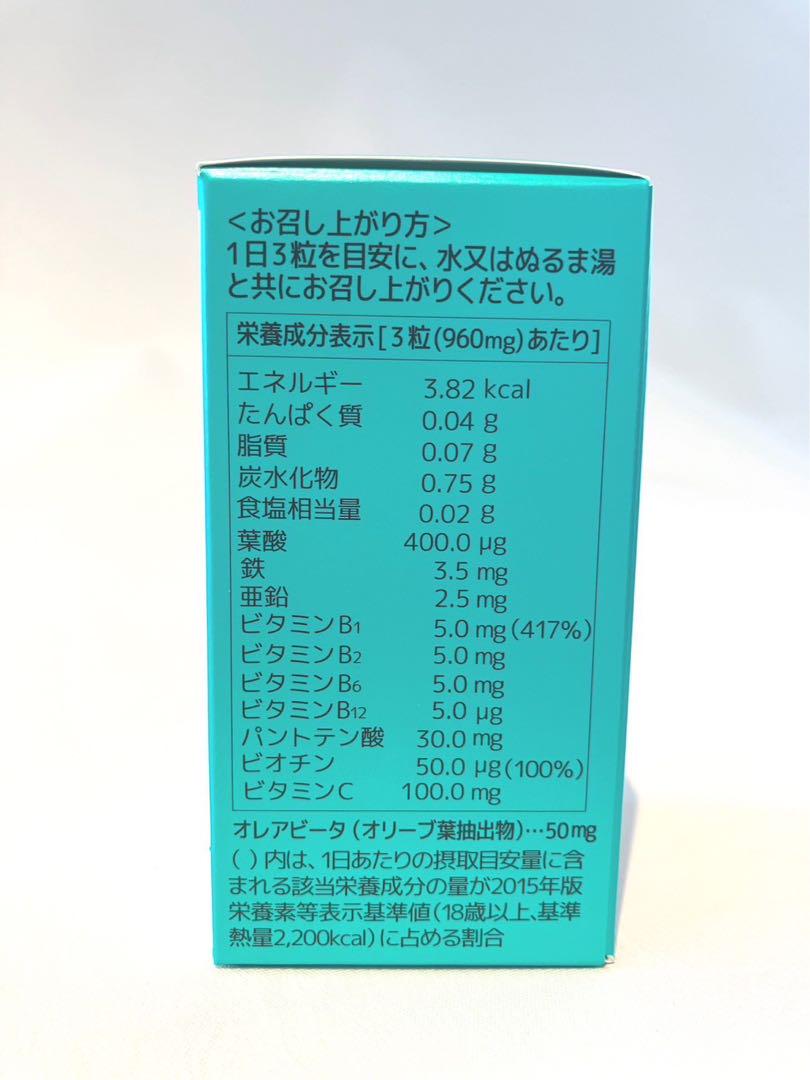 ＜お召し上がり方＞
1日3粒を目安に、水又はぬるま湯
と共にお召し上がりください。
栄養成分表示[3粒(960mg)あたり]
エネルギー 3.82 kcal
たんぱく質 0.04 g
脂質 0.07 g
炭水化物 0.75 g
食塩相当量 0.02 g
葉酸 400.0 μg
鉄 3.5 mg
亜鉛 2.5 mg
ビタミンB1 5.0 mg(417%)
ビタミンB2 5.0 mg
ビタミンB6 5.0 mg
ビタミンB12 5.0 μg
パントテン酸 30.0 mg
ビオチン 50.0 μg(100%)
ビタミンC 100.0 mg
オレアビータ（オリーブ葉抽出物）…50mg
（ ）内は、1日あたりの摂取目安量に含
まれる該当栄養成分の量が2015年版
栄養素等表示基準値（18歳以上、基準
熱量2,200kcal）に占める割合